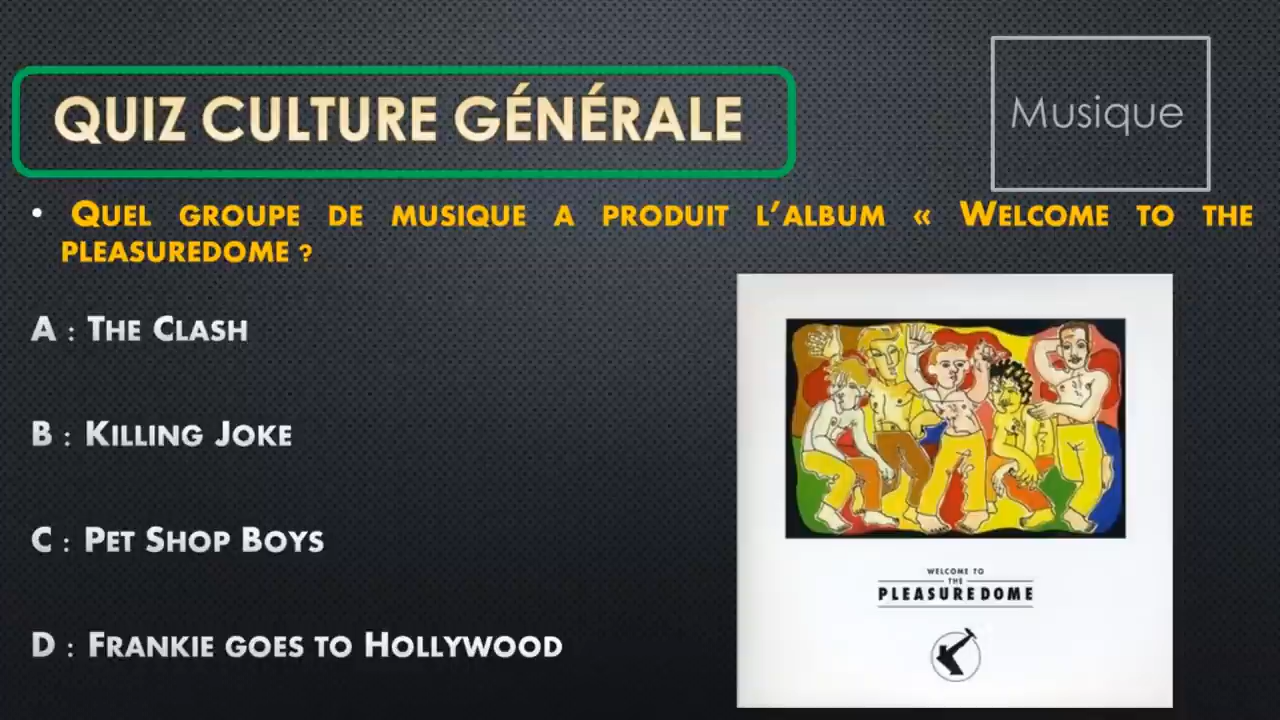 QUIZ CULTURE GÉNÉRALE
Musique
• QUEL GROUPE DE MUSIQUE A PRODUIT L'ALBUM « WELCOME TO THE
PLEASUREDOME ?
A : THE CLASH
B : KILLING JOKE
C : PET SHOP BOYS
D : FRANKIE GOES TO HOLLYWOOD
WELCOME TO
THE
PLEASUREDOME